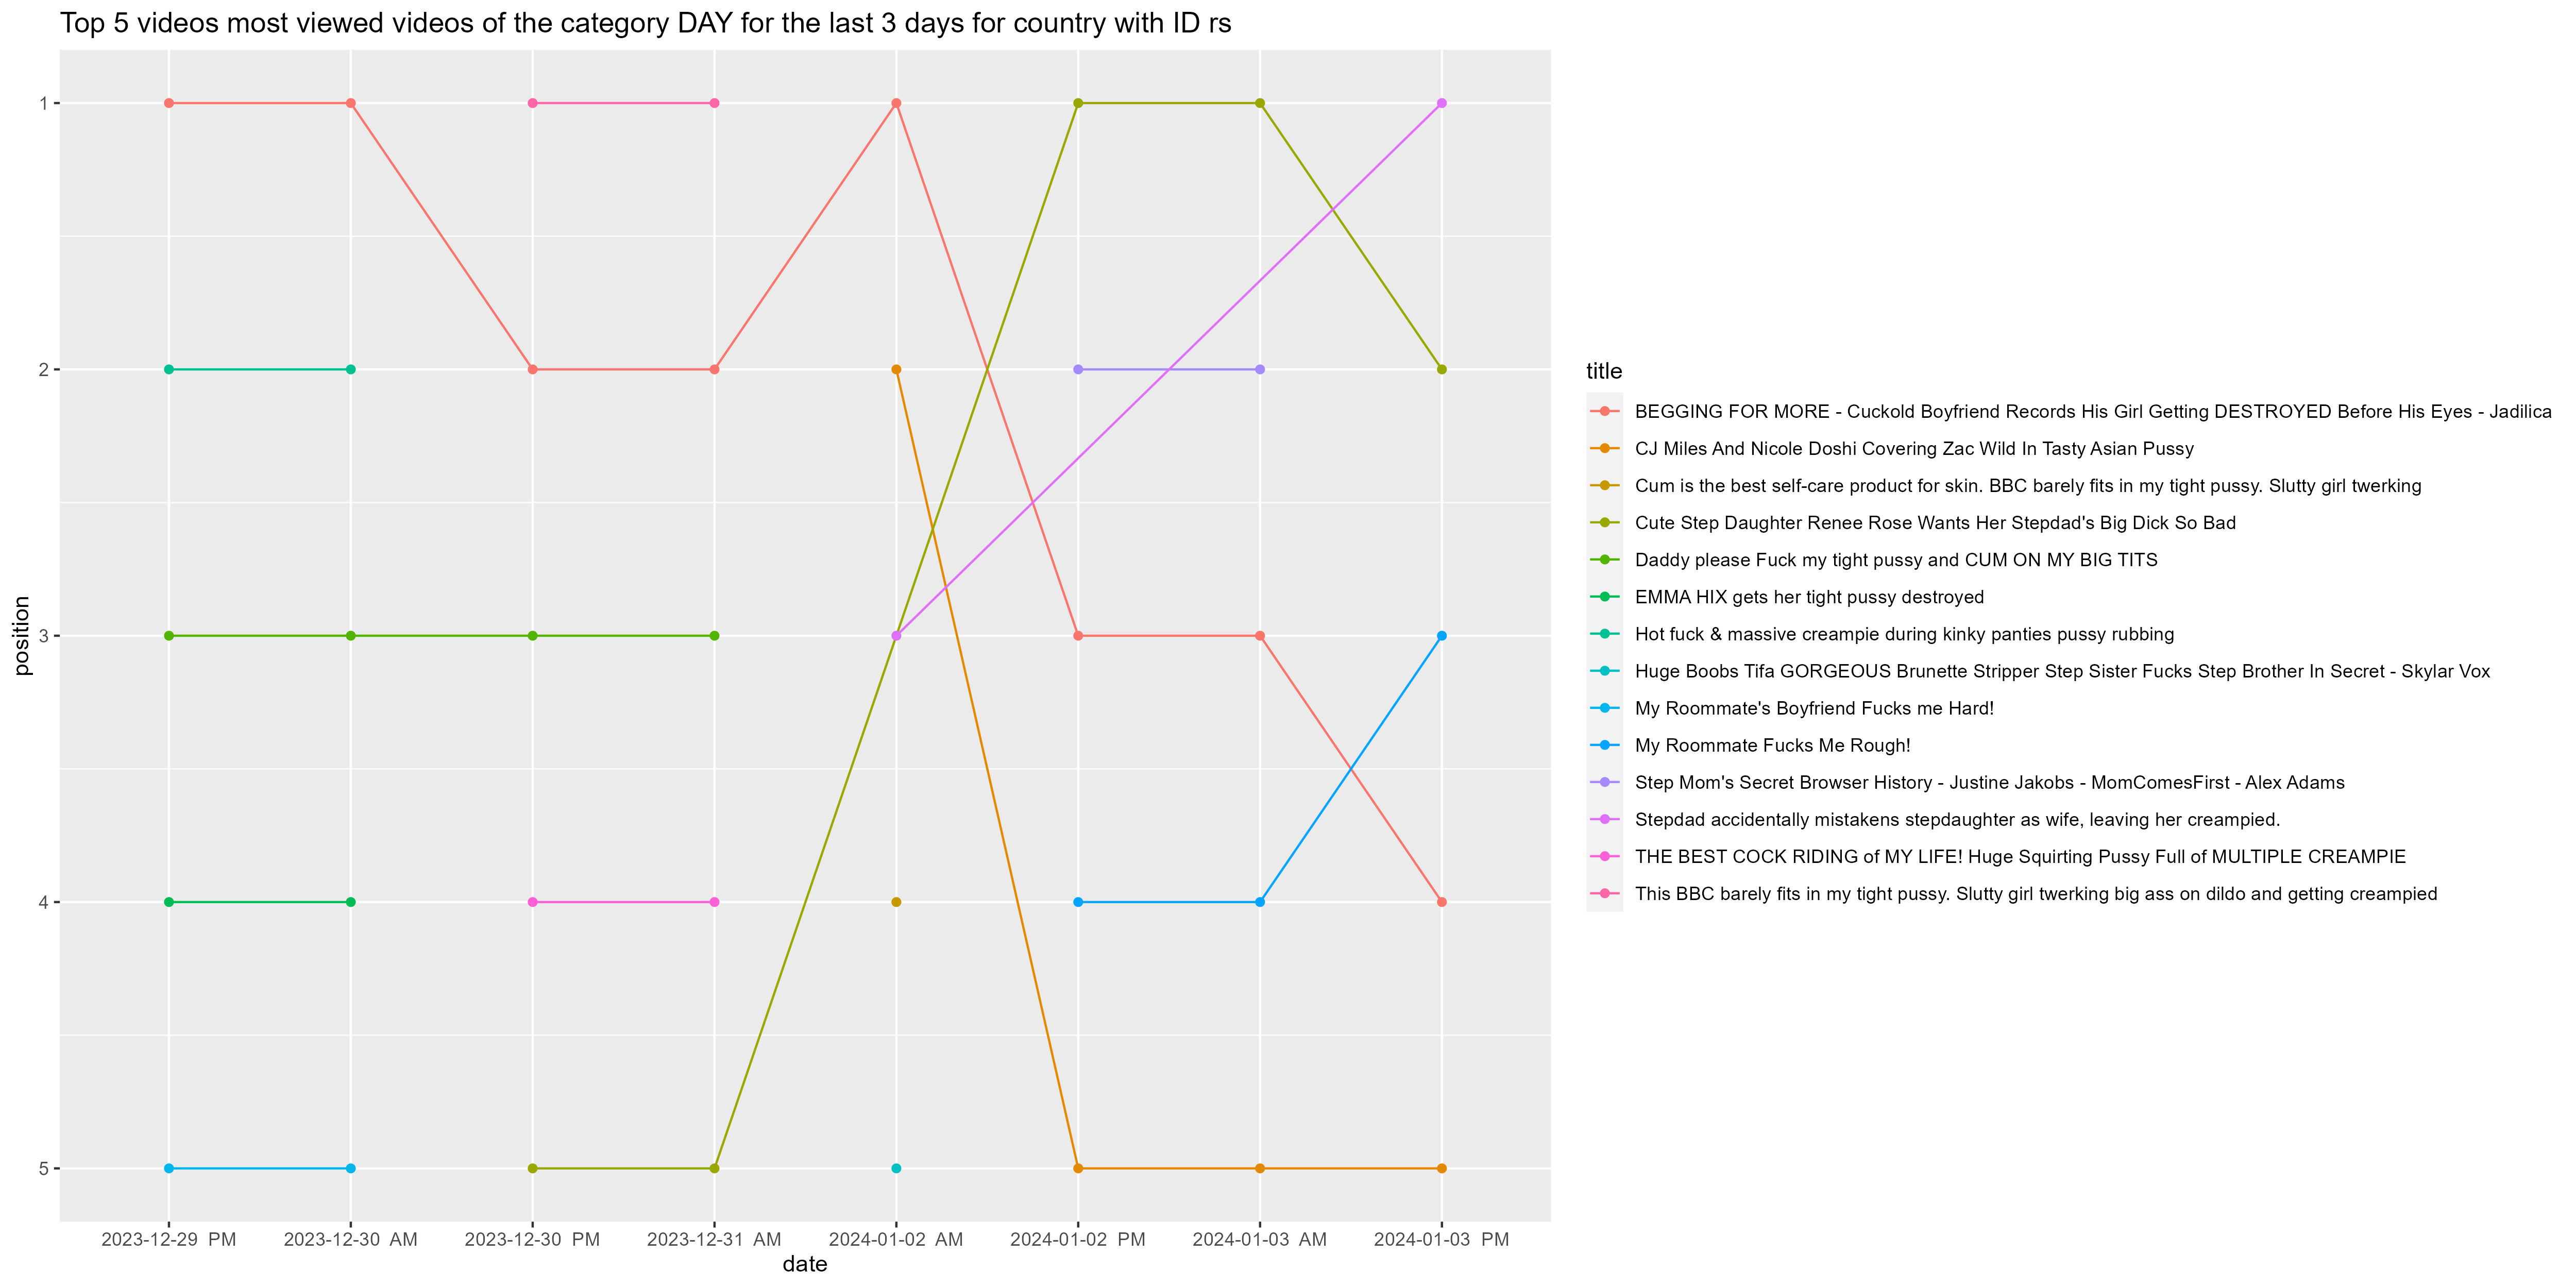 Top 5 videos most viewed videos of the category DAY for the last 3 days for country with ID rs
position
1
2
3
4
5
2023-12-29 PM
2023-12-30 AM
2023-12-30 PM
2023-12-31 AM
2024-01-02 AM
2024-01-02 PM
2024-01-03 AM
2024-01-03 PM
date
title
BEGGING FOR MORE - Cuckold Boyfriend Records His Girl Getting DESTROYED Before His Eyes - Jadilica
CJ Miles And Nicole Doshi Covering Zac Wild In Tasty Asian Pussy
Cum is the best self-care product for skin. BBC barely fits in my tight pussy. Slutty girl twerking
Cute Step Daughter Renee Rose Wants Her Stepdad's Big Dick So Bad
Daddy please Fuck my tight pussy and CUM ON MY BIG TITS
EMMA HIX gets her tight pussy destroyed
Hot fuck & massive creampie during kinky panties pussy rubbing
Huge Boobs Tifa GORGEOUS Brunette Stripper Step Sister Fucks Step Brother In Secret - Skylar Vox
My Roommate's Boyfriend Fucks me Hard!
My Roommate Fucks Me Rough!
Step Mom's Secret Browser History - Justine Jakobs - MomComesFirst - Alex Adams
Stepdad accidentally mistakens stepdaughter as wife, leaving her creampied.
THE BEST COCK RIDING of MY LIFE! Huge Squirting Pussy Full of MULTIPLE CREAMPIE
This BBC barely fits in my tight pussy. Slutty girl twerking big ass on dildo and getting creampied